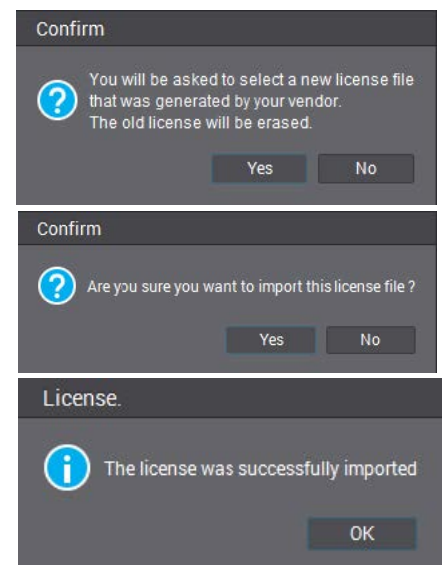 Confirm
You will be asked to select a new license file
that was generated by your vendor.
The old license will be erased.
Yes No
Confirm
Are you sure you want to import this license file ?
Yes No
License.
The license was successfully imported
OK